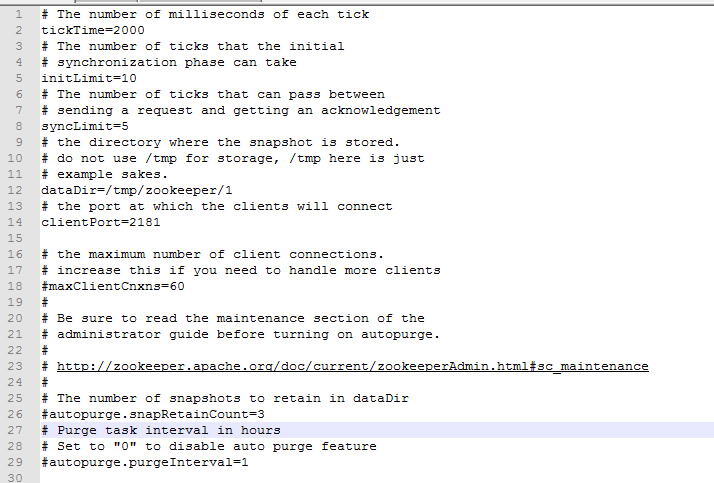 1 # The number of milliseconds of each tick
2 tickTime=2000
3 # The number of ticks that the initial
4 # synchronization phase can take
5 initLimit=10
6 # The number of ticks that can pass between
7 # sending a request and getting an acknowledgement
8 syncLimit=5
9 # the directory where the snapshot is stored.
10 # do not use /tmp for storage, /tmp here is just
11 # example sakes.
12 dataDir=/tmp/zookeeper/1
13 # the port at which the clients will connect
14 clientPort=2181
15
16 # the maximum number of client connections.
17 # increase this if you need to handle more clients
18 #maxClientCnxns=60
19 #
20 # Be sure to read the maintenance section of the
21 # administrator guide before turning on autopurge.
22 #
23 # http://zookeeper.apache.org/doc/current/zookeeperAdmin.html#sc_maintenance
24 #
25 # The number of snapshots to retain in dataDir
26 #autopurge.snapRetainCount=3
27 # Purge task interval in hours
28 # Set to "0" to disable auto purge feature
29 #autopurge.purgeInterval=1
30